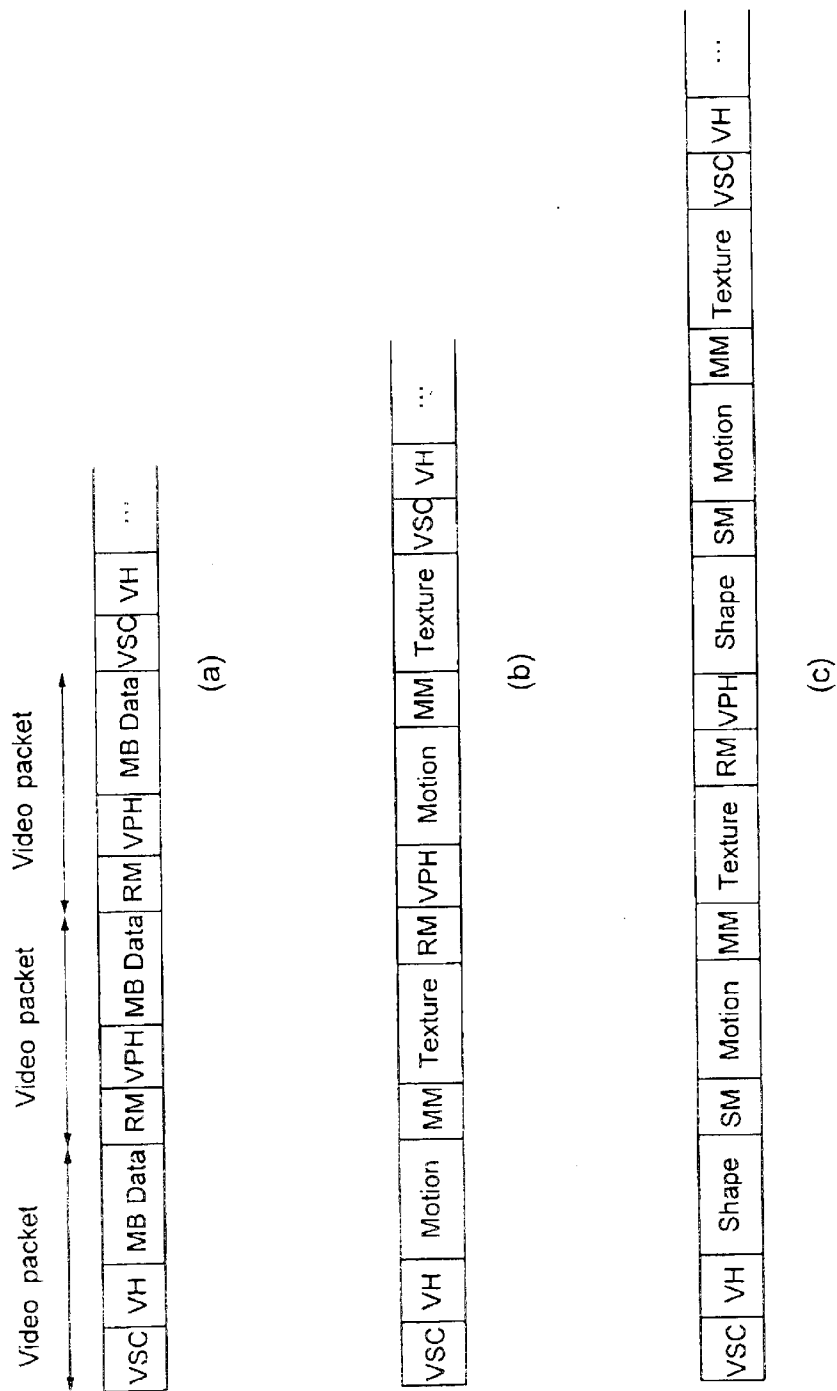 Video packet Video packet Video packet
VSC VH MB Data RM VPH MB Data RM VPH MB Data VSC VH ...
(a)
VSC VH Motion MM Texture RM VPH Motion MM Texture VSC VH ...
(b)
VSC VH Shape SM Motion MM Texture RM VPH Shape SM Motion MM Texture VSC VH ...
(c)